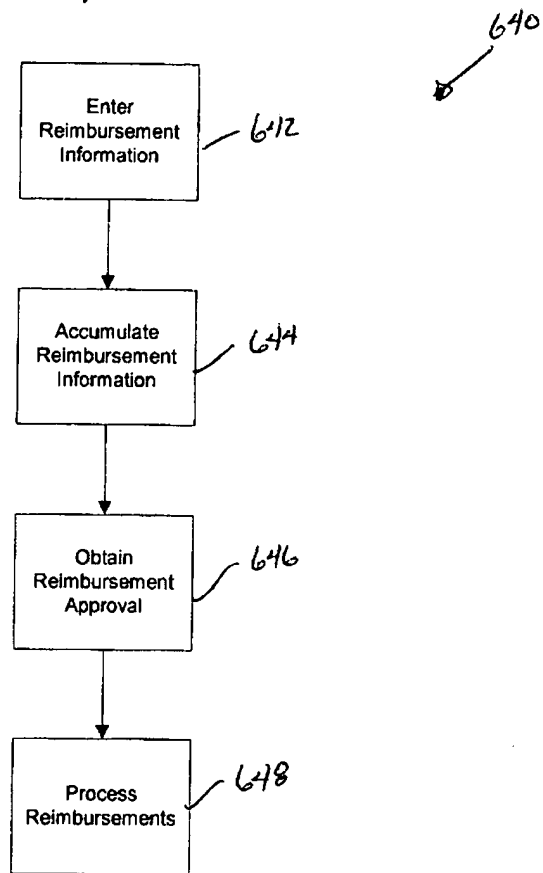 640
Enter
Reimbursement
Information
642
Accumulate
Reimbursement
Information
644
Obtain
Reimbursement
Approval
646
Process
Reimbursements
648